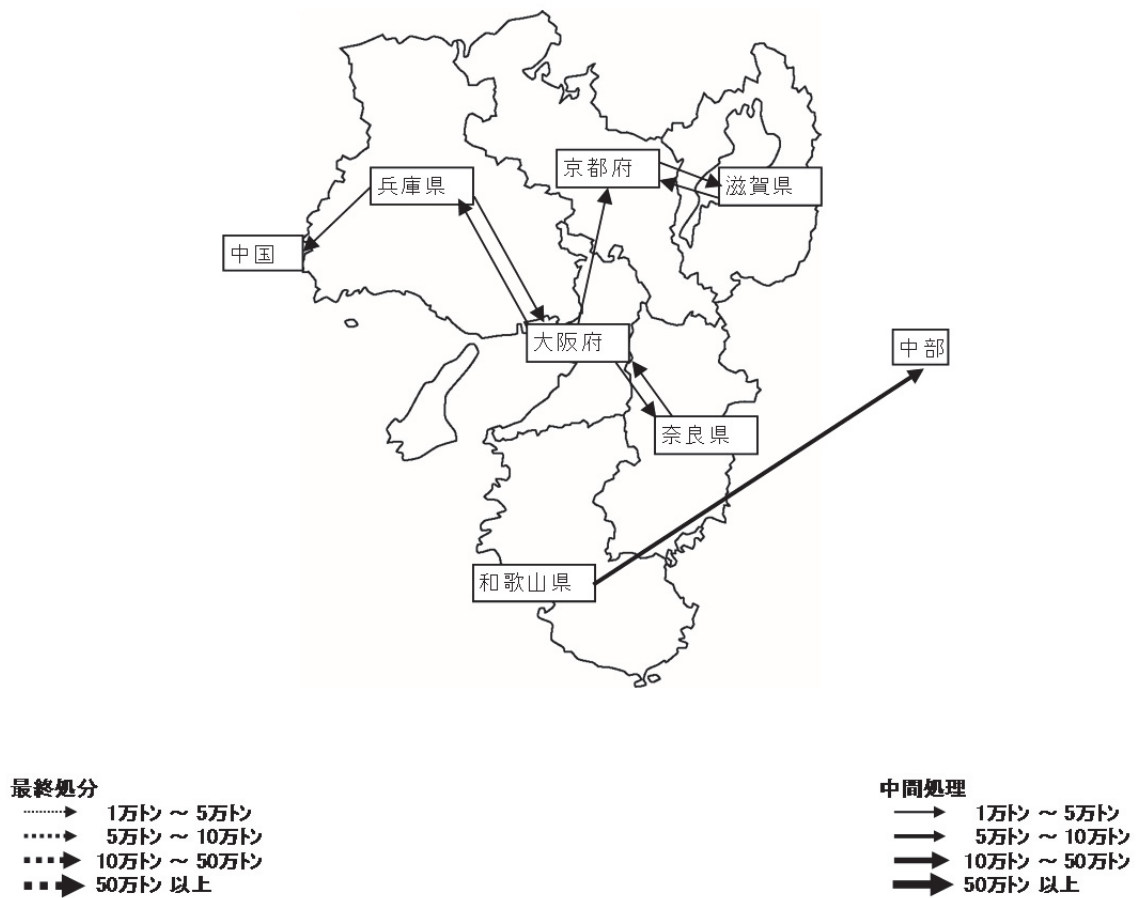 京都府
兵庫県
滋賀県
中国
大阪府
中部
奈良県
和歌山県
最終処分
1万トン ～ 5万トン
5万トン ～ 10万トン
10万トン ～ 50万トン
50万トン 以上
中間処理
1万トン ～ 5万トン
5万トン ～ 10万トン
10万トン ～ 50万トン
50万トン 以上